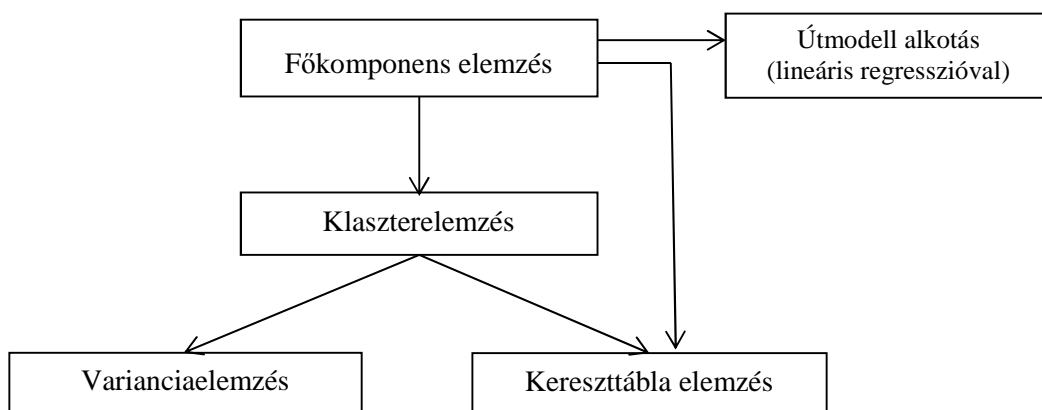 Főkomponens elemzés
Útmodell alkotás
(lineáris regresszióval)
Klaszterelemzés
Varianciaelemzés
Kereszttábla elemzés